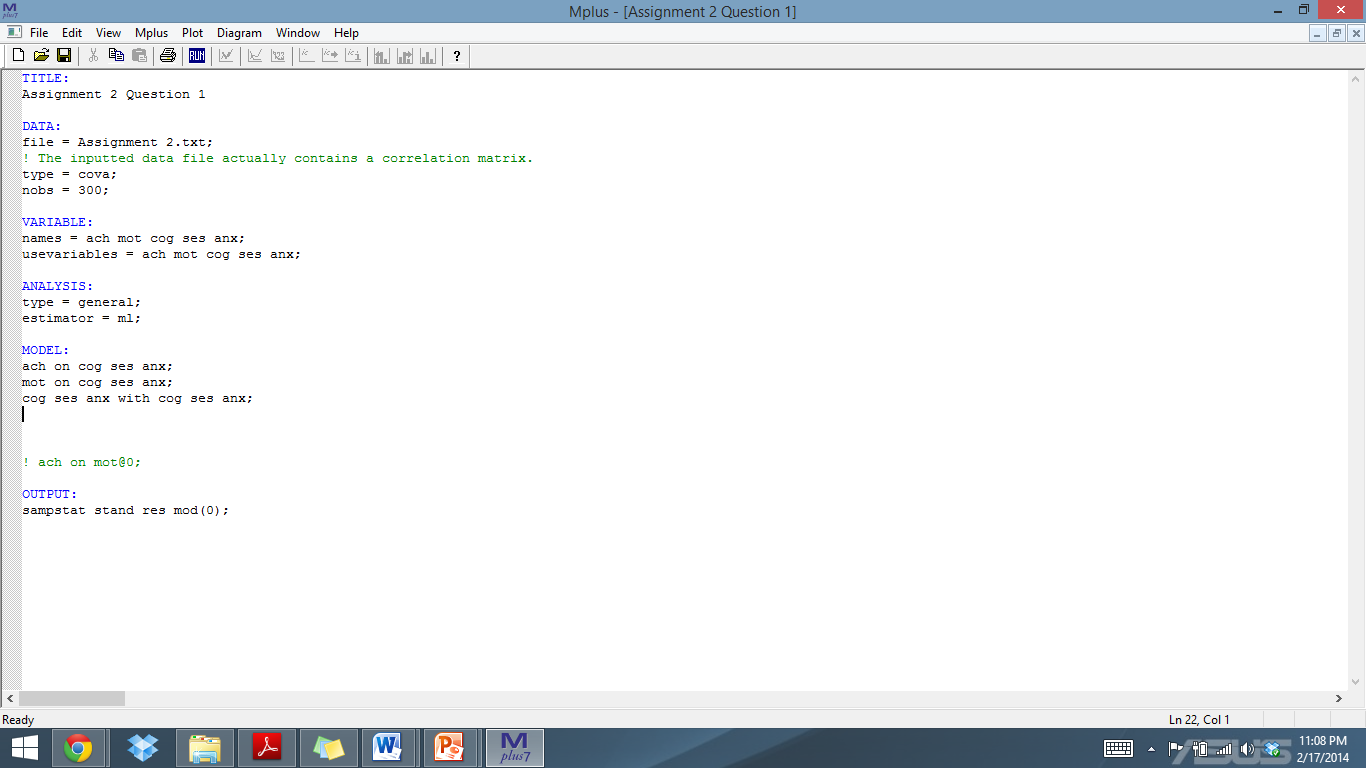 M
plus7
Mplus - [Assignment 2 Question 1]
File Edit View Mplus Plot Diagram Window Help
RUN ?
TITLE:
Assignment 2 Question 1
DATA:
file = Assignment 2.txt;
! The inputted data file actually contains a correlation matrix.
type = cova;
nobs = 300;
VARIABLE:
names = ach mot cog ses anx;
usevariables = ach mot cog ses anx;
ANALYSIS:
type = general;
estimator = ml;
MODEL:
ach on cog ses anx;
mot on cog ses anx;
cog ses anx with cog ses anx;
! ach on mot@0;
OUTPUT:
sampstat stand res mod(0);
Ready
Ln 22, Col 1
M
plus7
ASUS
11:08 PM
2/17/2014